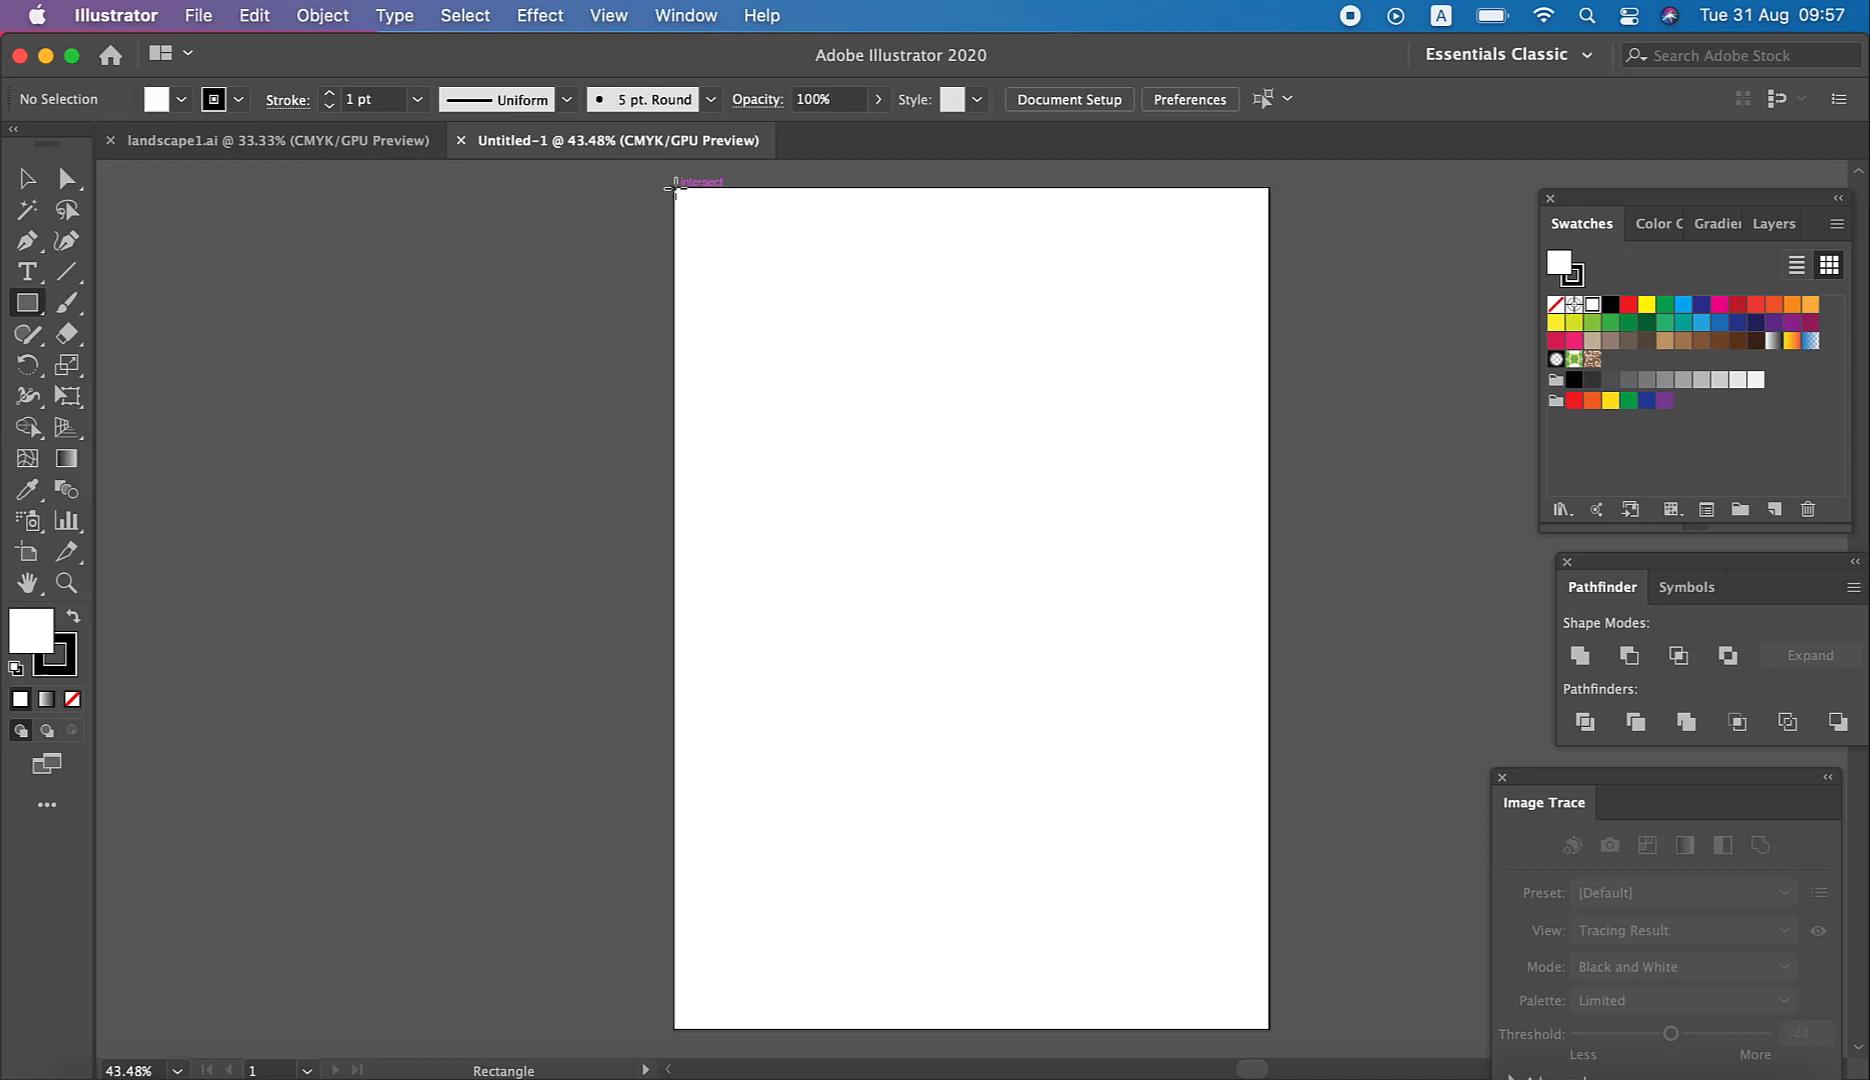 Illustrator File Edit Object Type Select Effect View Window Help A Tue 31 Aug 09:57
Adobe Illustrator 2020 Essentials Classic Search Adobe Stock
No Selection Stroke: 1 pt Uniform 5 pt. Round Opacity: 100% Style: Document Setup Preferences
landscape1.ai @ 33.33% (CMYK/GPU Preview) Untitled-1 @ 43.48% (CMYK/GPU Preview)
intersect
Swatches Color C Gradie Layers
T
Pathfinder Symbols
Shape Modes:
Expand
Pathfinders:
Image Trace
Preset: [Default]
View: Tracing Result
Mode: Black and White
Palette: Limited
Threshold: 128
Less More
43.48% 1 Rectangle